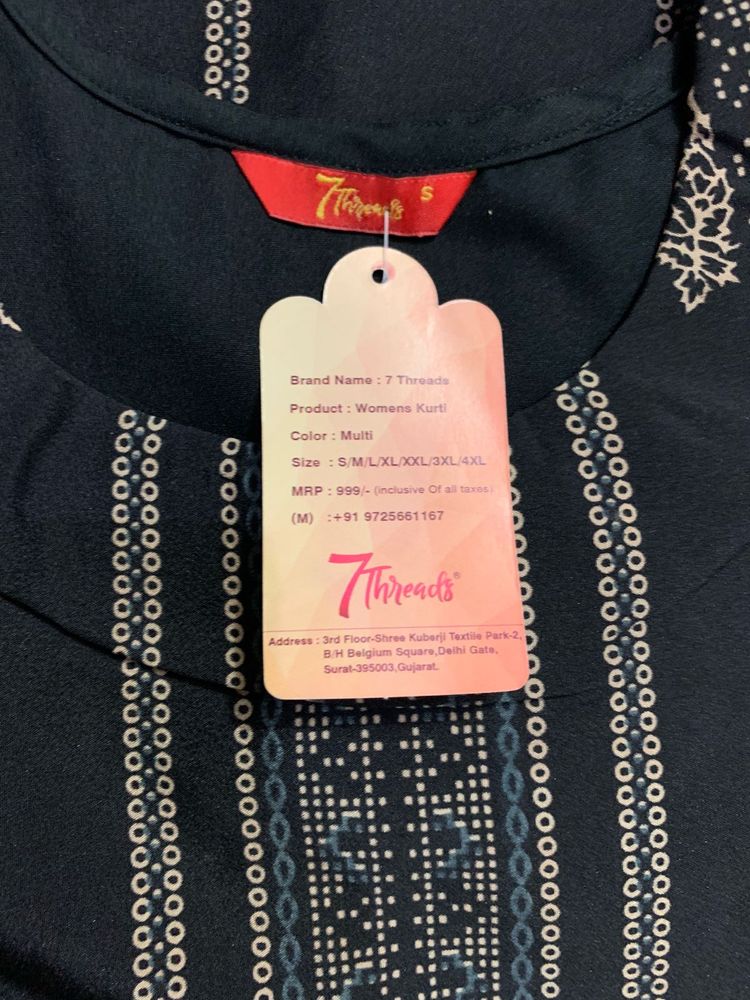 7Threads S
Brand Name : 7 Threads
Product : Womens Kurti
Color : Multi
Size : S/M/L/XL/XXL/3XL/4XL
MRP : 999/- (inclusive Of all taxes)
(M) :+91 9725661167
7Threads®
Address : 3rd Floor-Shree Kuberji Textile Park-2,
B/H Belgium Square,Delhi Gate,
Surat-395003,Gujarat.